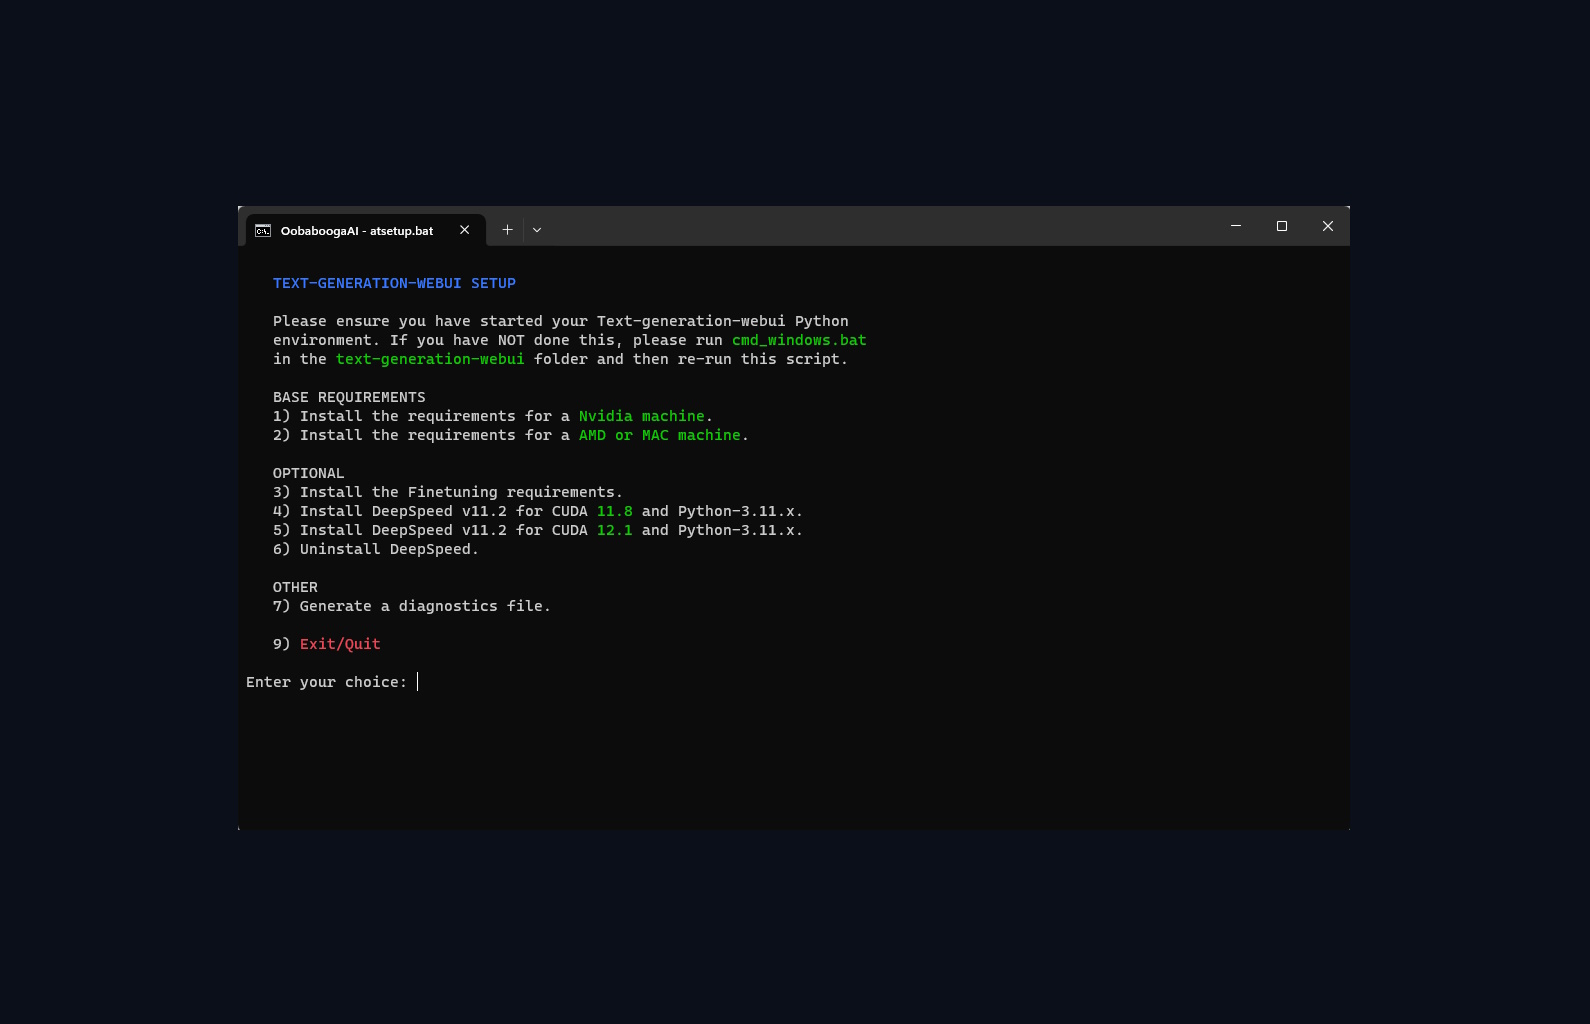 OobaboogaAI - atsetup.bat
TEXT-GENERATION-WEBUI SETUP
Please ensure you have started your Text-generation-webui Python
environment. If you have NOT done this, please run cmd_windows.bat
in the text-generation-webui folder and then re-run this script.
BASE REQUIREMENTS
1) Install the requirements for a Nvidia machine.
2) Install the requirements for a AMD or MAC machine.
OPTIONAL
3) Install the Finetuning requirements.
4) Install DeepSpeed v11.2 for CUDA 11.8 and Python-3.11.x.
5) Install DeepSpeed v11.2 for CUDA 12.1 and Python-3.11.x.
6) Uninstall DeepSpeed.
OTHER
7) Generate a diagnostics file.
9) Exit/Quit
Enter your choice: